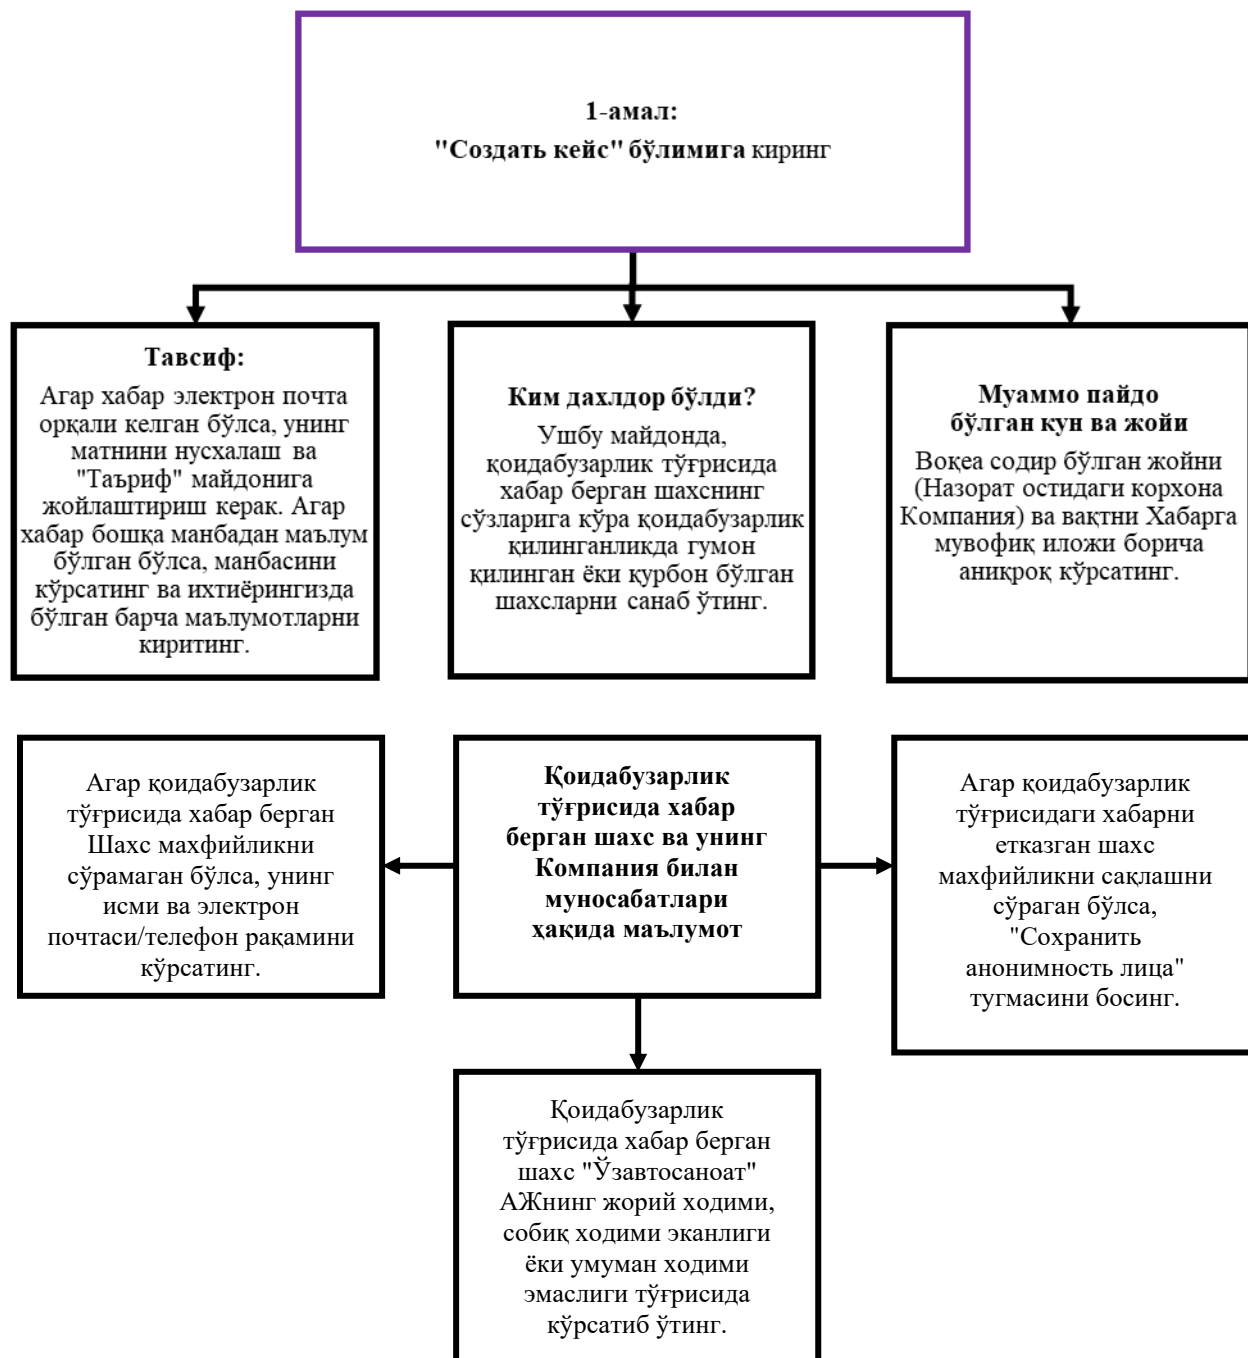 1-амал:
"Создать кейс" бўлимига киринг
Тавсиф:
Агар хабар электрон почта
орқали келган бўлса, унинг
матнини нусхалаш ва
"Таъриф" майдонига
жойлаштириш керак. Агар
хабар бошқа манбадан маълум
бўлган бўлса, манбасини
кўрсатинг ва ихтиёрингизда
бўлган барча маълумотларни
киритинг.
Ким дахлдор бўлди?
Ушбу майдонда,
қоидабузарлик тўғрисида
хабар берган шахснинг
сўзларига кўра қоидабузарлик
қилинганликда гумон
қилинган ёки қурбон бўлган
шахсларни санаб ўтинг.
Муаммо пайдо
бўлган кун ва жойи
Воқеа содир бўлган жойни
(Назорат остидаги корхона
Компания) ва вақтни Хабарга
мувофиқ иложи борича
аниқроқ кўрсатинг.
Агар қоидабузарлик
тўғрисида хабар берган
Шахс махфийликни
сўрамаган бўлса, унинг
исми ва электрон
почтаси/телефон рақамини
кўрсатинг.
Қоидабузарлик
тўғрисида хабар
берган шахс ва унинг
Компания билан
муносабатлари
ҳақида маълумот
Агар қоидабузарлик
тўғрисидаги хабарни
етказган шахс
махфийликни сақлашни
сўраган бўлса,
"Сохранить
анонимность лица"
тугмасини босинг.
Қоидабузарлик
тўғрисида хабар берган
шахс "Ўзавтосаноат"
АЖнинг жорий ходими,
собиқ ходими эканлиги
ёки умуман ходими
эмаслиги тўғрисида
кўрсатиб ўтинг.